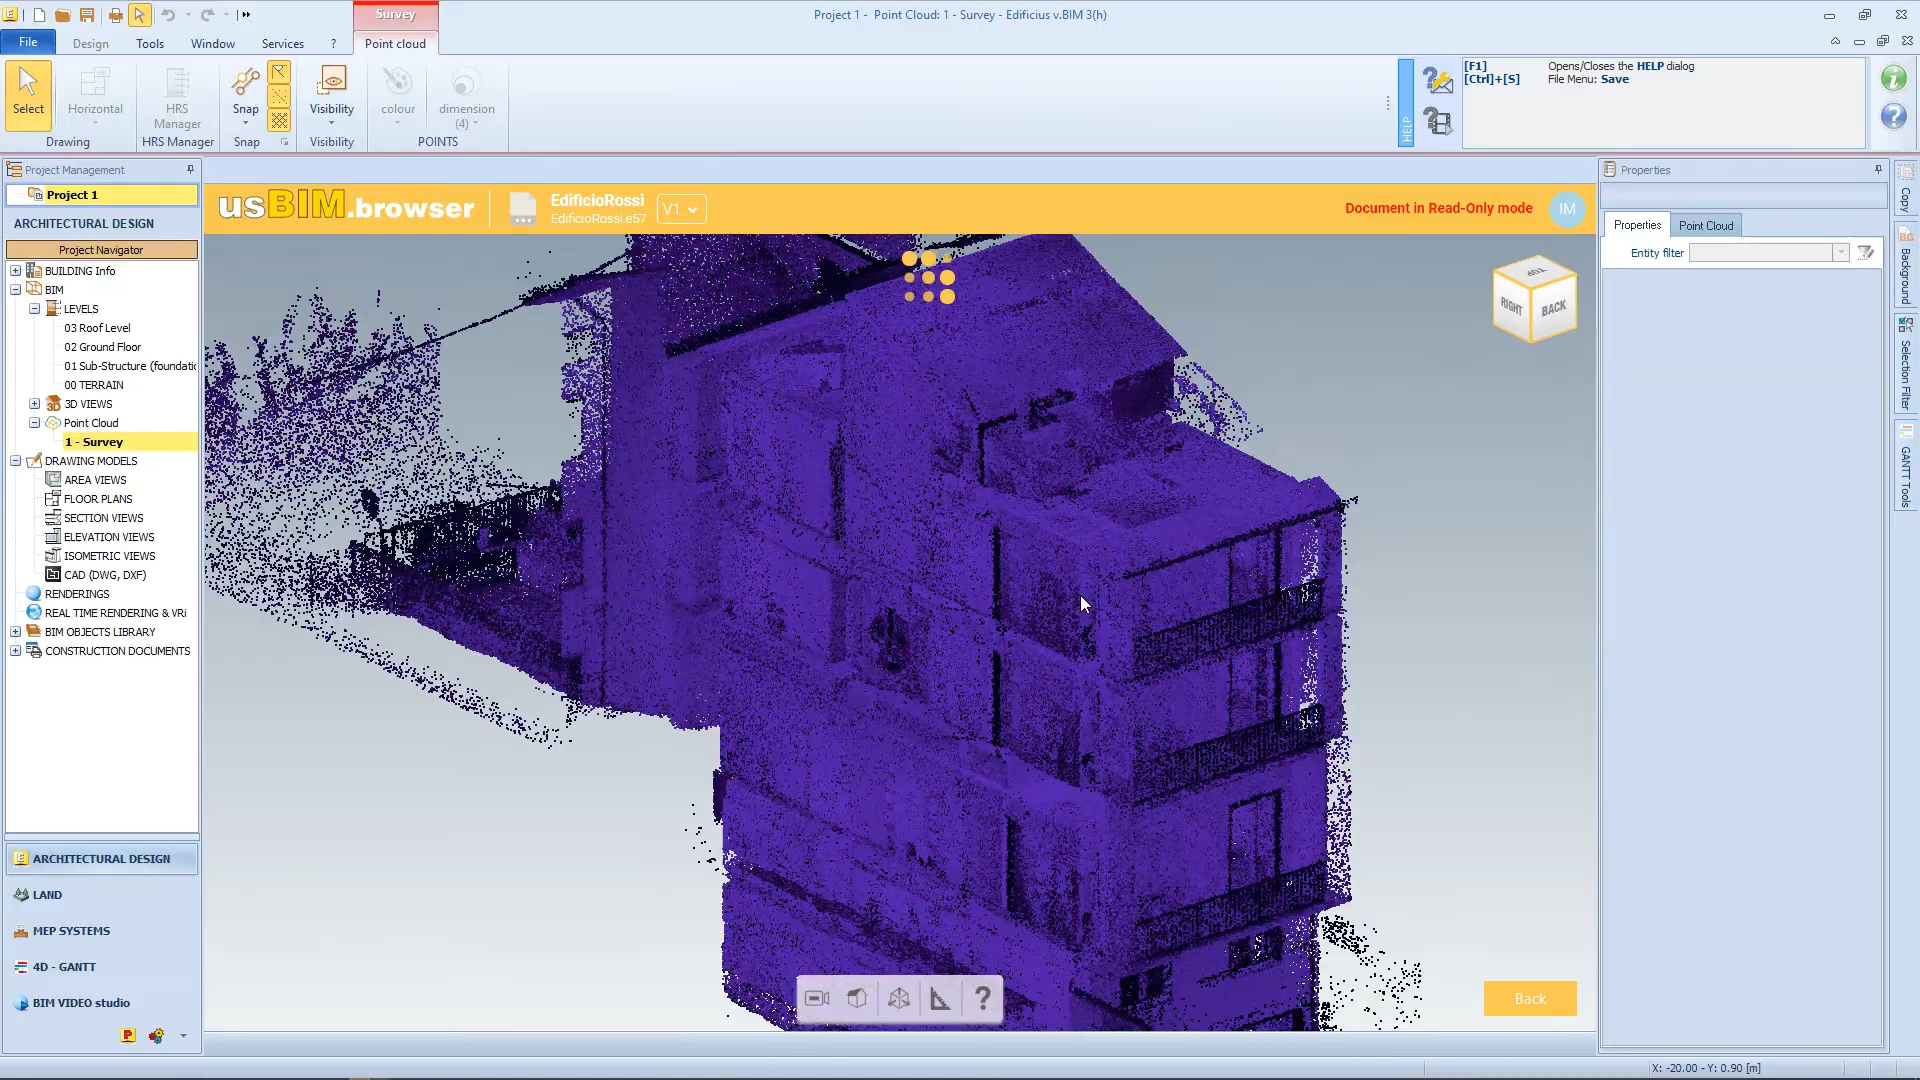 Survey
Project 1 - Point Cloud: 1 - Survey - Edificius v.BIM 3(h)
File
Design
Tools
Window
Services
?
Point cloud
Select
Horizontal
HRS
Manager
Snap
Visibility
colour
dimension
(4)
Drawing
HRS Manager
Snap
Visibility
POINTS
HELP
[F1] Opens/Closes the HELP dialog
[Ctrl]+[S] File Menu: Save
Project Management
Project 1
ARCHITECTURAL DESIGN
Project Navigator
BUILDING Info
BIM
LEVELS
03 Roof Level
02 Ground Floor
01 Sub-Structure (foundatic
00 TERRAIN
3D VIEWS
Point Cloud
1 - Survey
DRAWING MODELS
AREA VIEWS
FLOOR PLANS
SECTION VIEWS
ELEVATION VIEWS
ISOMETRIC VIEWS
CAD (DWG, DXF)
RENDERINGS
REAL TIME RENDERING & VRi
BIM OBJECTS LIBRARY
CONSTRUCTION DOCUMENTS
ARCHITECTURAL DESIGN
LAND
MEP SYSTEMS
4D - GANTT
BIM VIDEO studio
usBIM.browser
EdificioRossi
EdificioRossi e57
V1
Document in Read-Only mode
IM
TOP
RIGHT
BACK
?
Back
Properties
Properties
Point Cloud
Entity filter
Copy
Background
Selection Filter
GANTT Tools
X: -20.00 - Y: 0.90 [m]